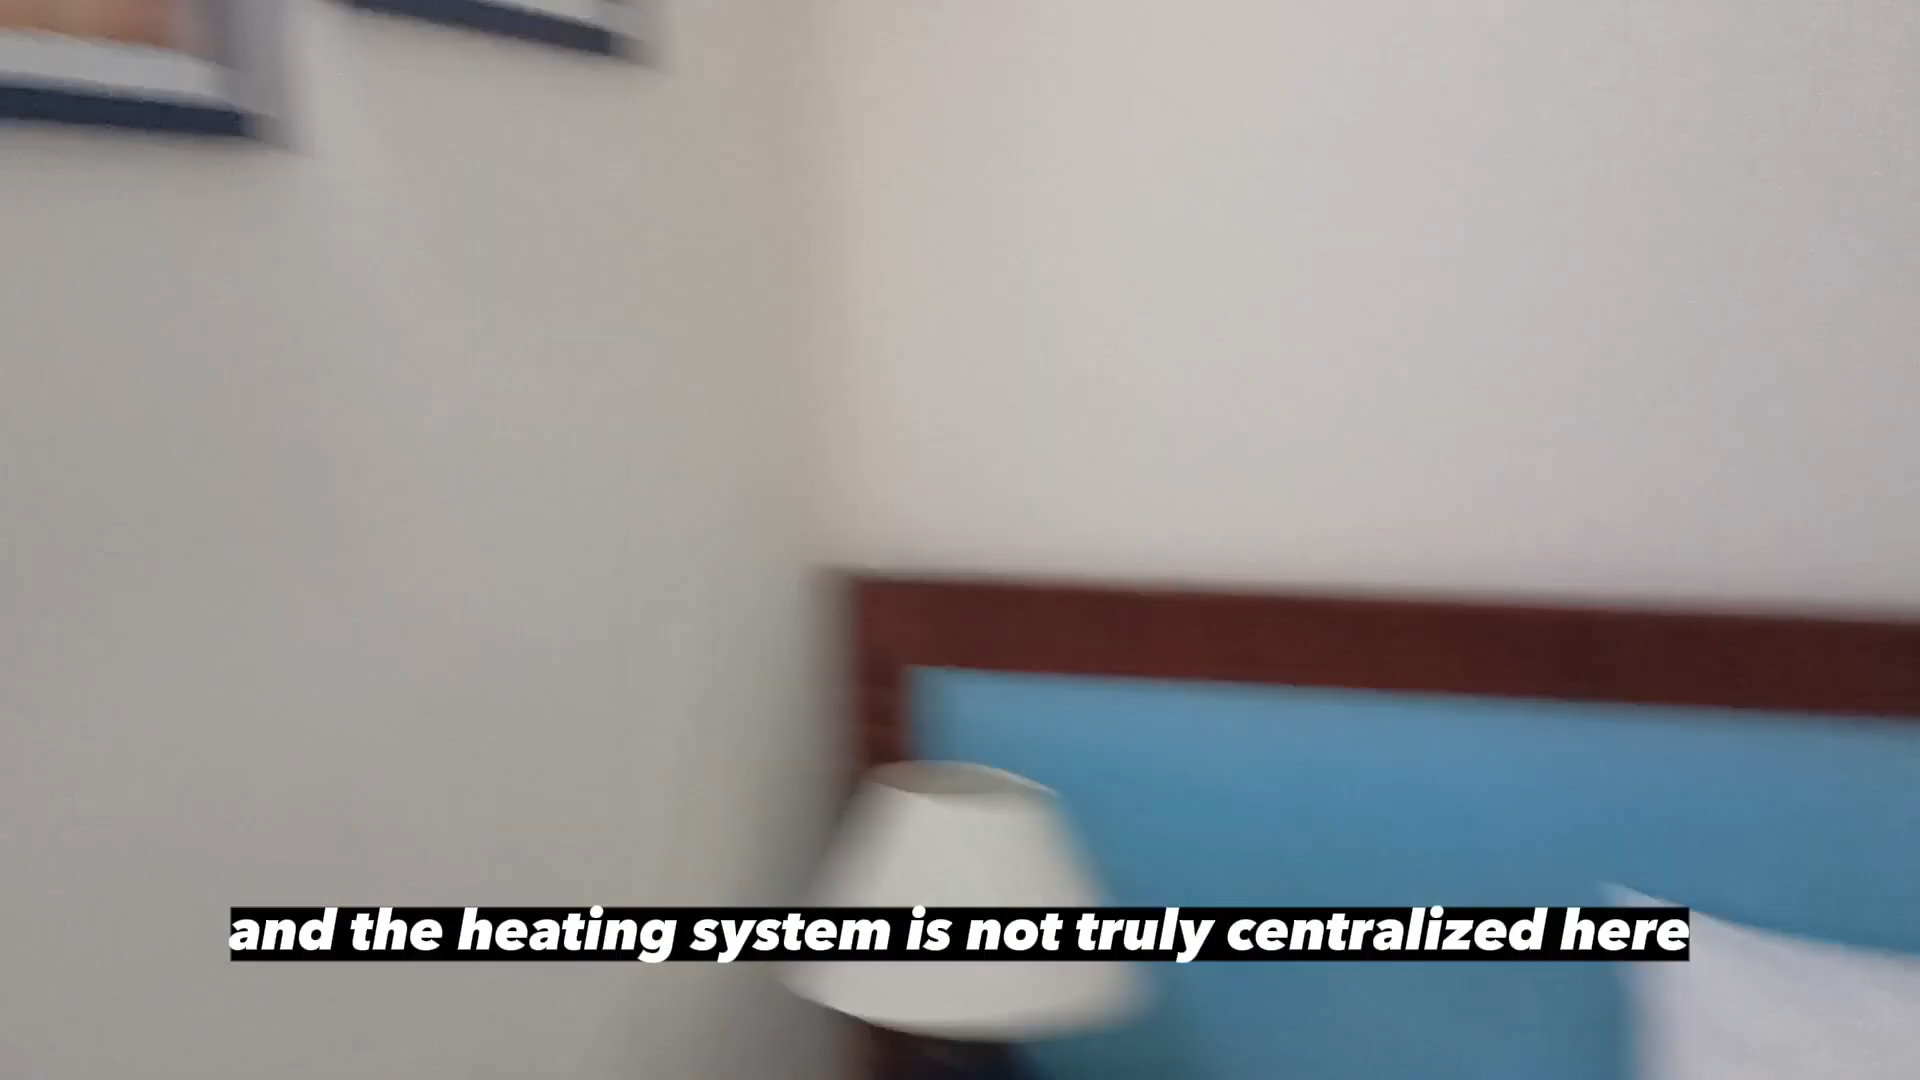 and the heating system is not truly centralized here